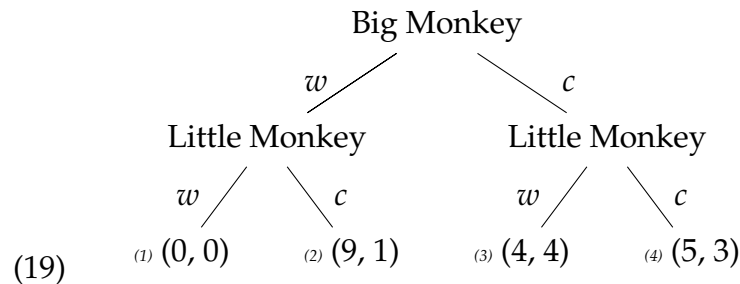 Big Monkey
w c
Little Monkey Little Monkey
w c w c
(19) (1) (0, 0) (2) (9, 1) (3) (4, 4) (4) (5, 3)